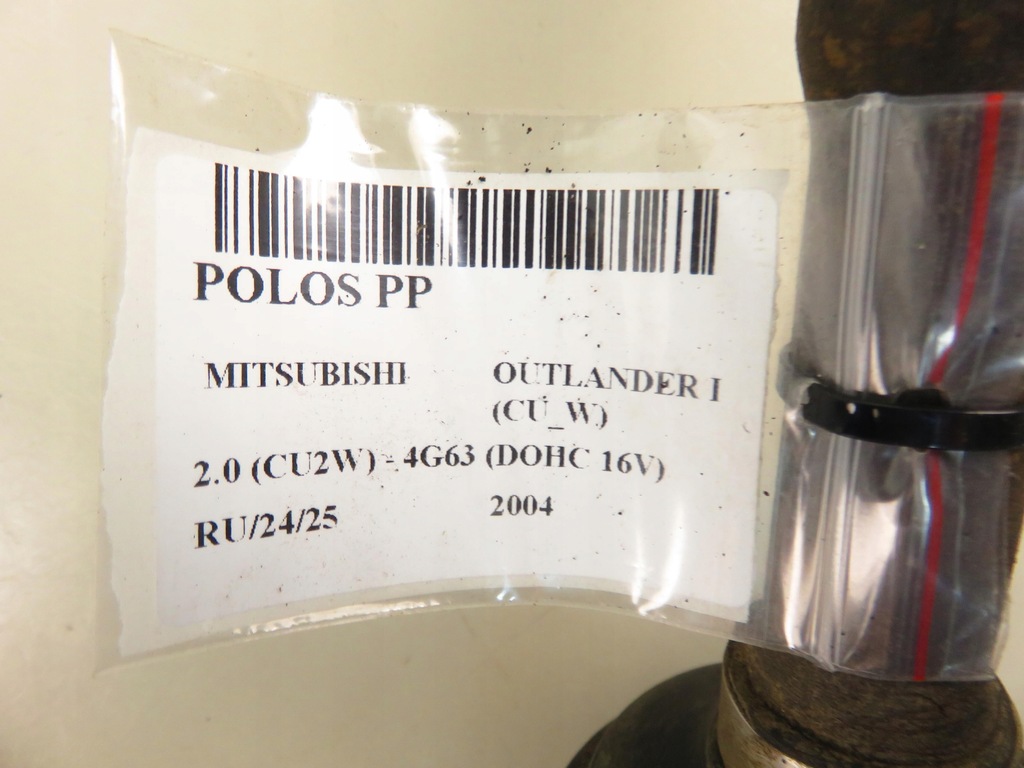 POLOS PP
MITSUBISHI OUTLANDER I
(CU_W)
2.0 (CU2W) - 4G63 (DOHC 16V)
RU/24/25 2004